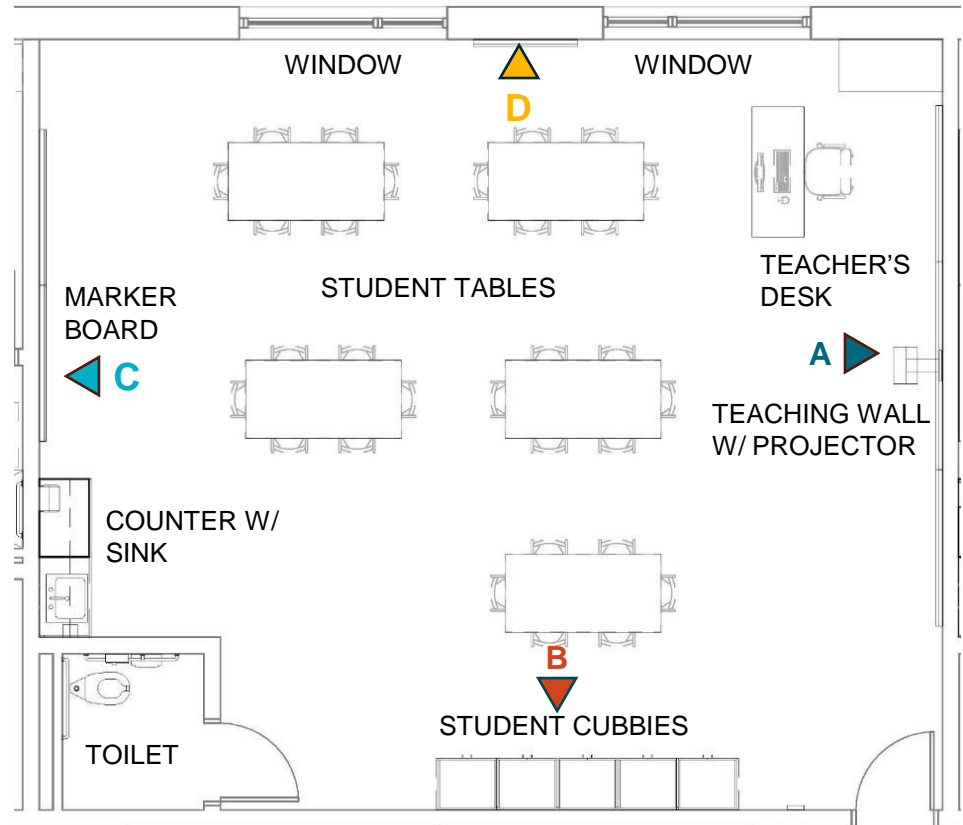 WINDOW
WINDOW
D
TEACHER'S
DESK
STUDENT TABLES
MARKER
BOARD
C
A
TEACHING WALL
W/ PROJECTOR
COUNTER W/
SINK
B
STUDENT CUBBIES
TOILET